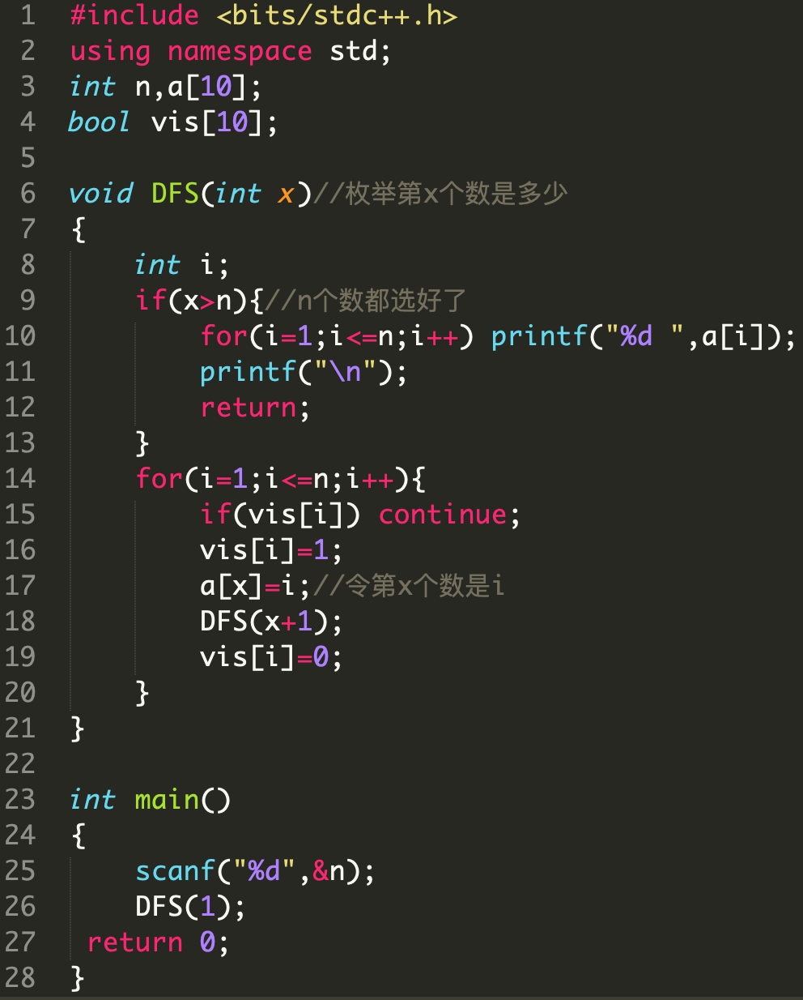 1 #include <bits/stdc++.h>
2 using namespace std;
3 int n,a[10];
4 bool vis[10];
5
6 void DFS(int x)//枚举第x个数是多少
7 {
8     int i;
9     if(x>n){//n个数都选好了
10         for(i=1;i<=n;i++) printf("%d ",a[i]);
11         printf("\n");
12         return;
13     }
14     for(i=1;i<=n;i++){
15         if(vis[i]) continue;
16         vis[i]=1;
17         a[x]=i;//令第x个数是i
18         DFS(x+1);
19         vis[i]=0;
20     }
21 }
22
23 int main()
24 {
25     scanf("%d",&n);
26     DFS(1);
27  return 0;
28 }